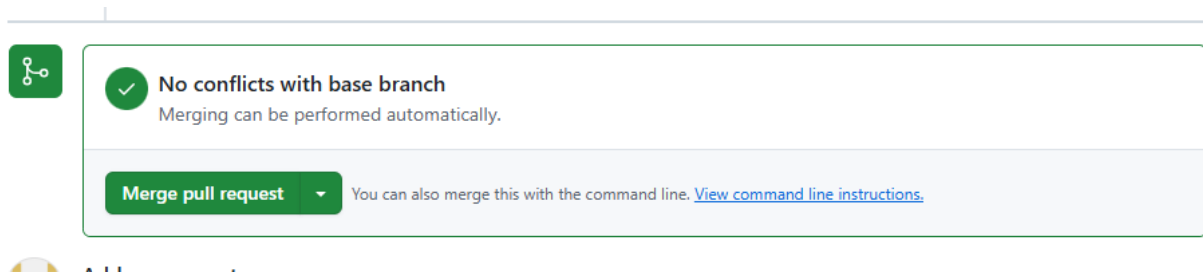 No conflicts with base branch
Merging can be performed automatically.
Merge pull request You can also merge this with the command line. View command line instructions.